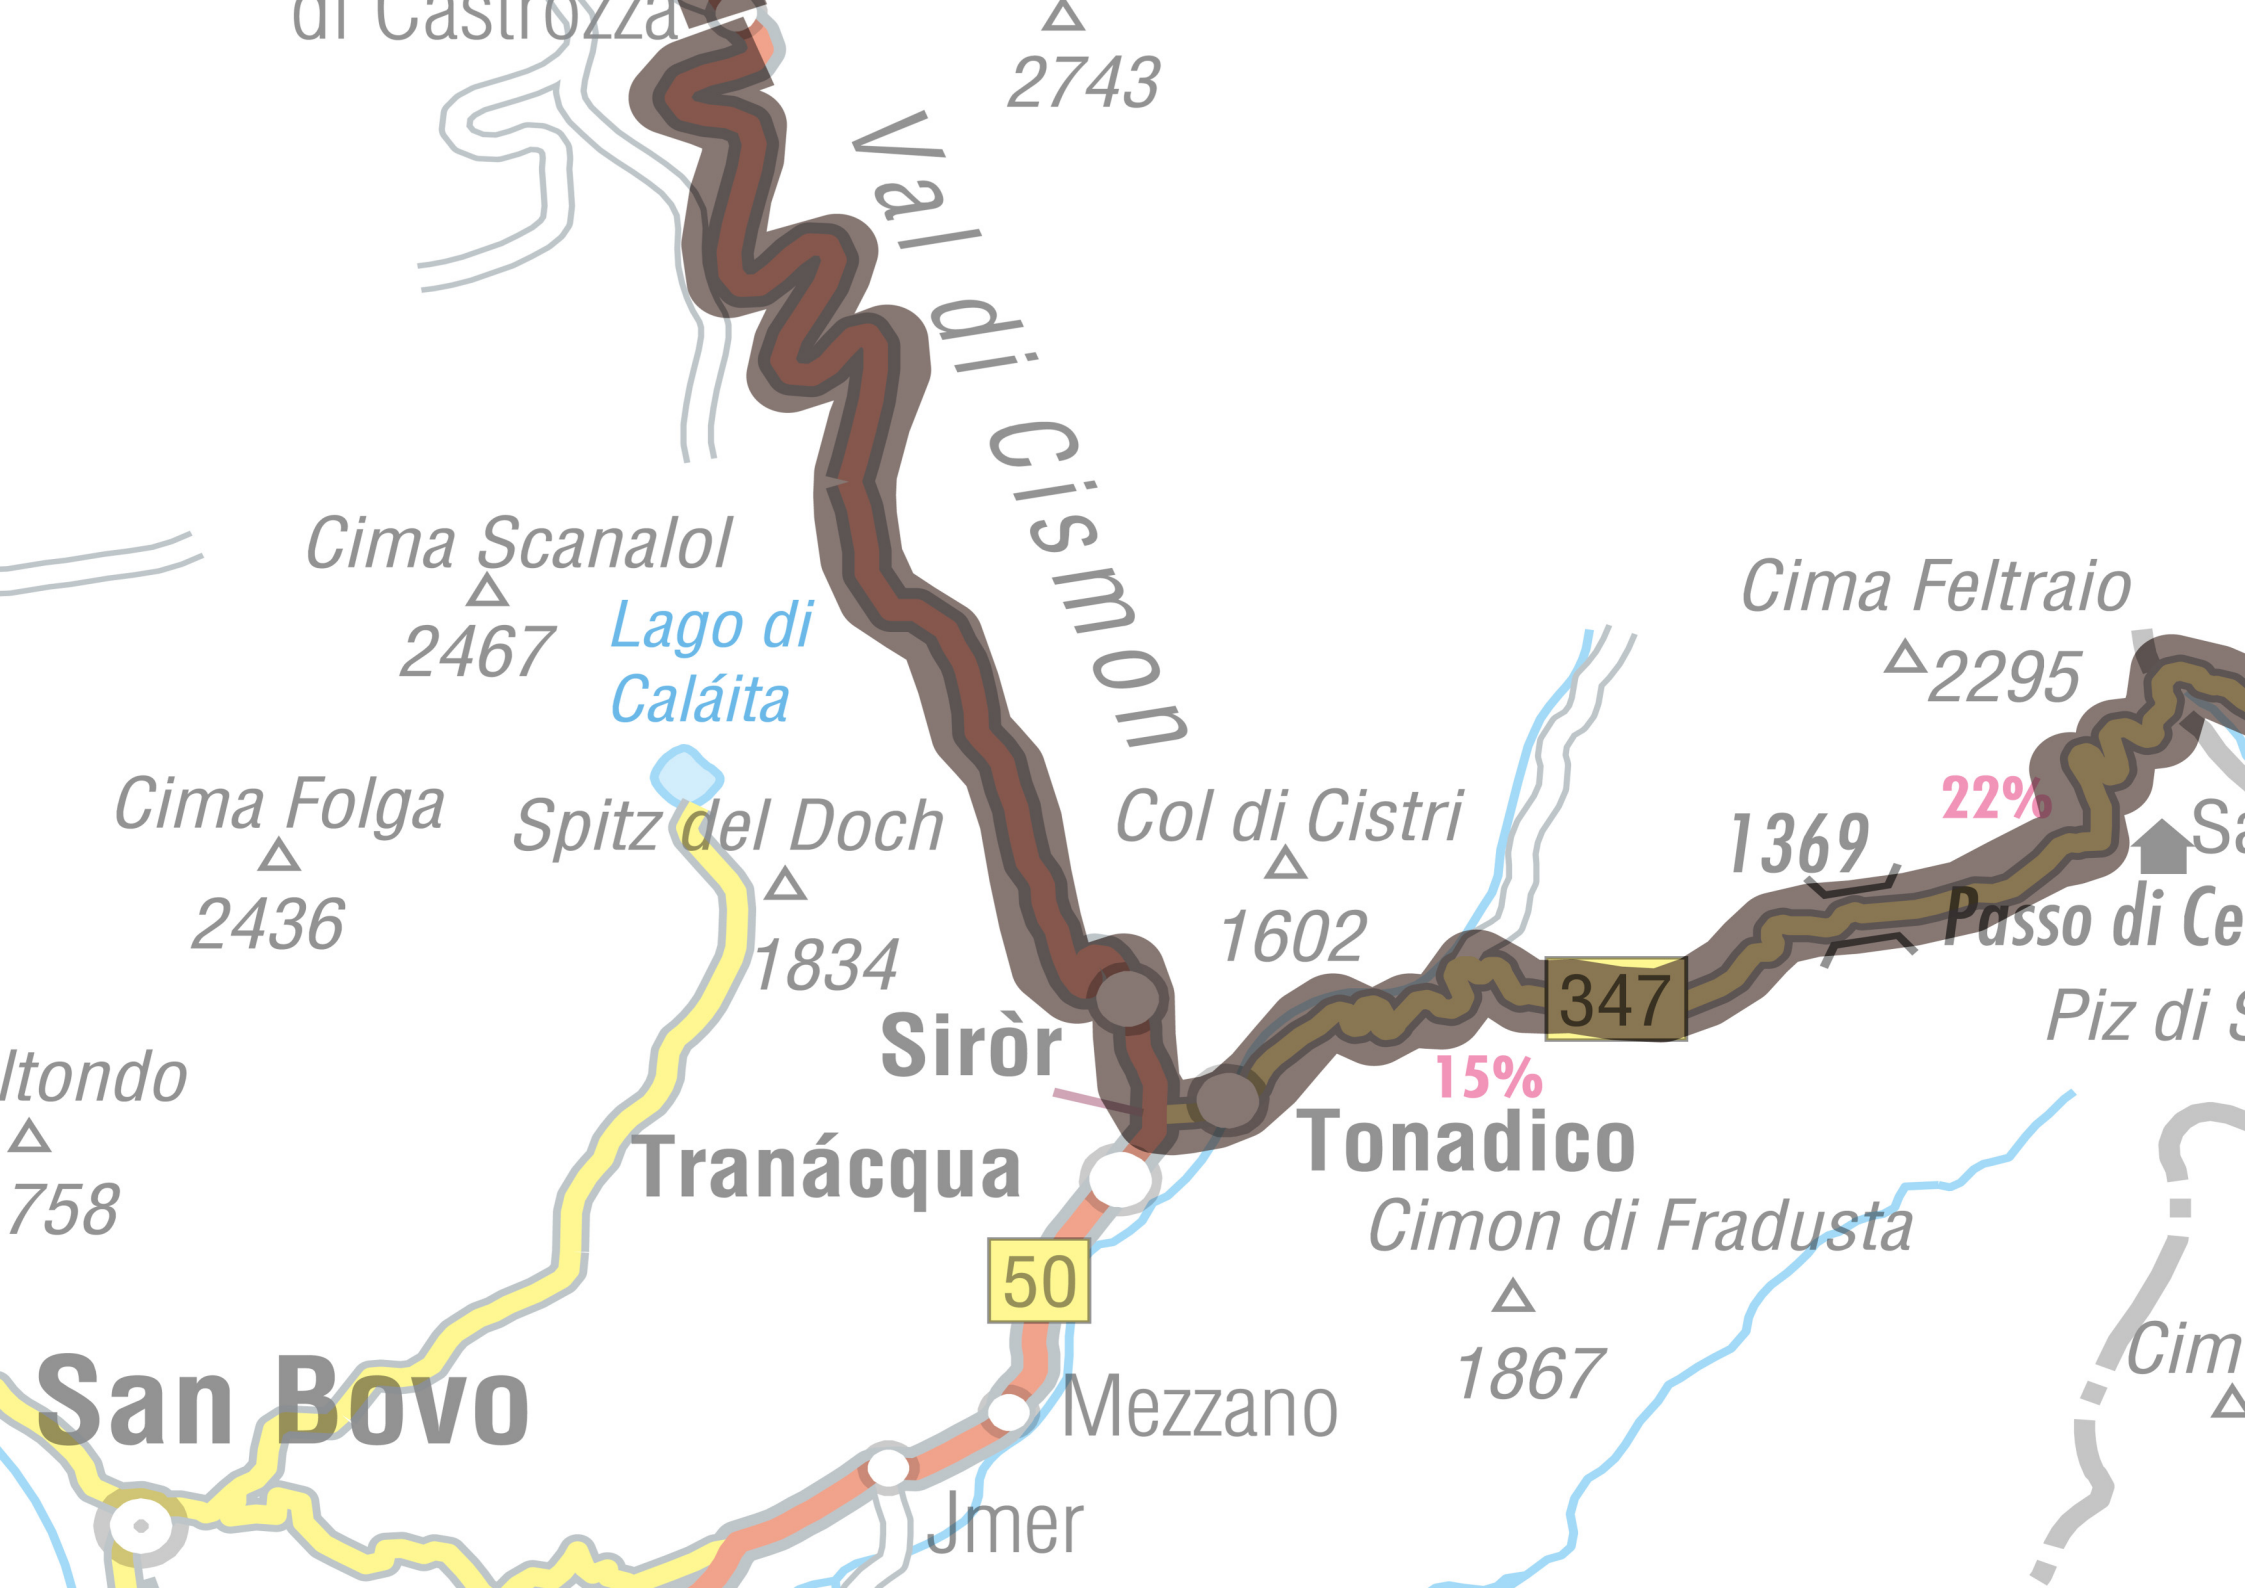 di Castrozza
2743
Val di Cismon
Cima Scanalol
2467
Lago di
Caláita
Cima Feltraio
2295
Cima Folga
2436
Spitz del Doch
1834
Col di Cistri
1602
22%
1369
Sa
Passo di Ce
347
Piz di S
Siròr
15%
ltondo
758
Tranácqua
Tonadico
Cimon di Fradusta
1867
50
Cim
San Bovo
Mezzano
Jmer